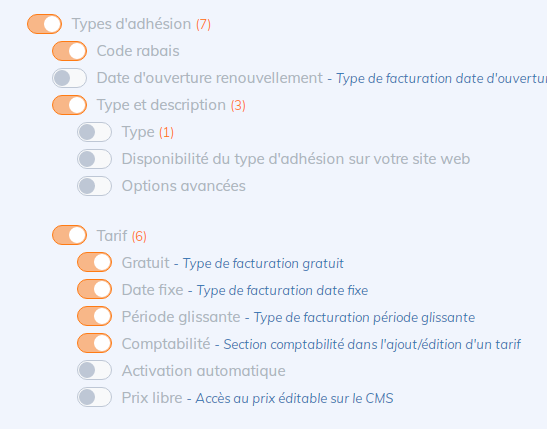 Types d'adhésion (7)
Code rabais
Date d'ouverture renouvellement - Type de facturation date d'ouvertur
Type et description (3)
Type (1)
Disponibilité du type d'adhésion sur votre site web
Options avancées
Tarif (6)
Gratuit - Type de facturation gratuit
Date fixe - Type de facturation date fixe
Période glissante - Type de facturation période glissante
Comptabilité - Section comptabilité dans l'ajout/édition d'un tarif
Activation automatique
Prix libre - Accès au prix éditable sur le CMS